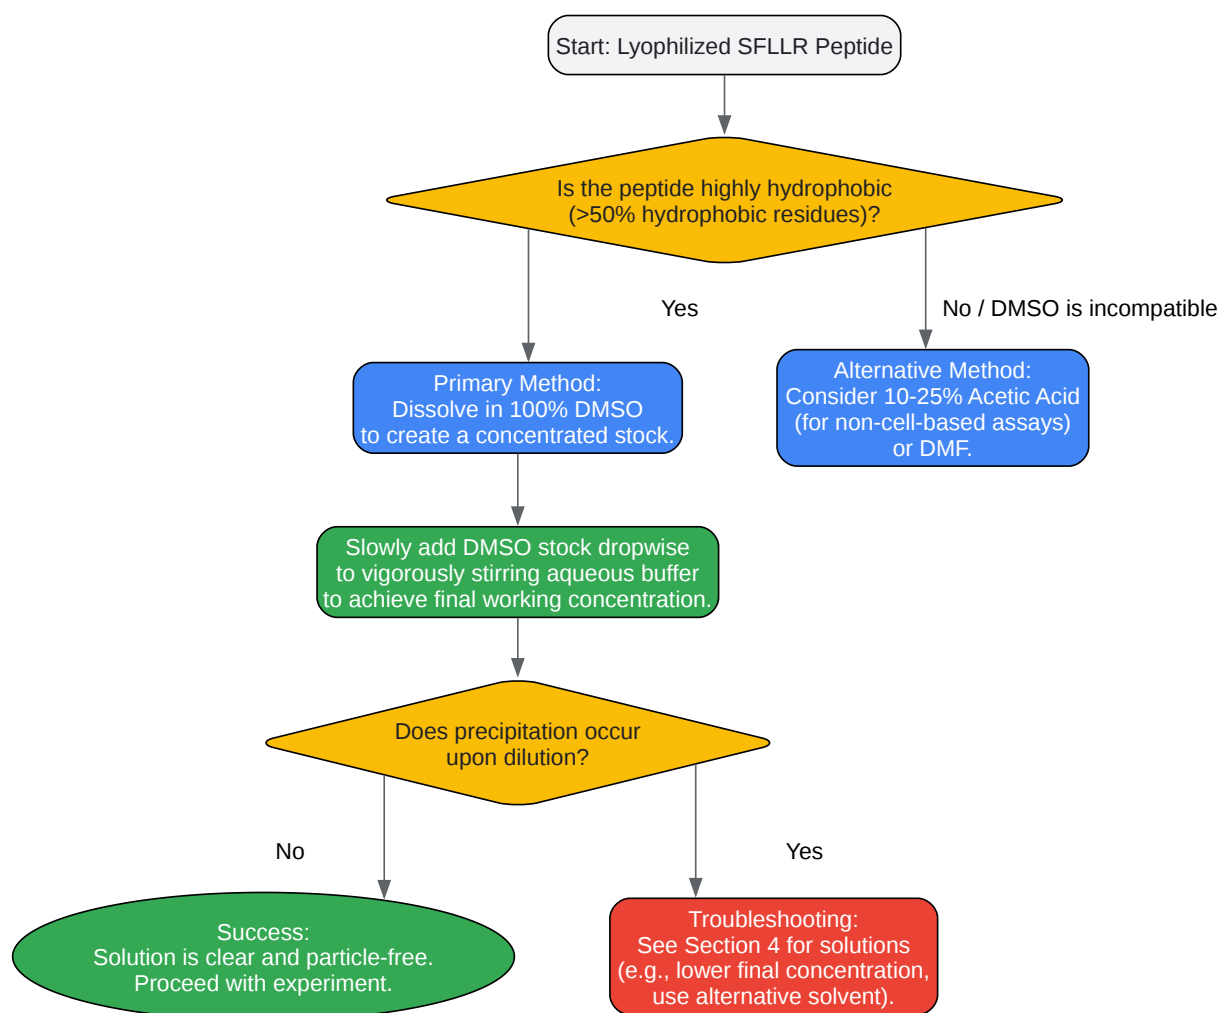 Start: Lyophilized SFLLR Peptide
Is the peptide highly hydrophobic
(>50% hydrophobic residues)?
Yes
No / DMSO is incompatible
Primary Method:
Dissolve in 100% DMSO
to create a concentrated stock.
Alternative Method:
Consider 10-25% Acetic Acid
(for non-cell-based assays)
or DMF.
Slowly add DMSO stock dropwise
to vigorously stirring aqueous buffer
to achieve final working concentration.
Does precipitation occur
upon dilution?
No
Yes
Success:
Solution is clear and particle-free.
Proceed with experiment.
Troubleshooting:
See Section 4 for solutions
(e.g., lower final concentration,
use alternative solvent).